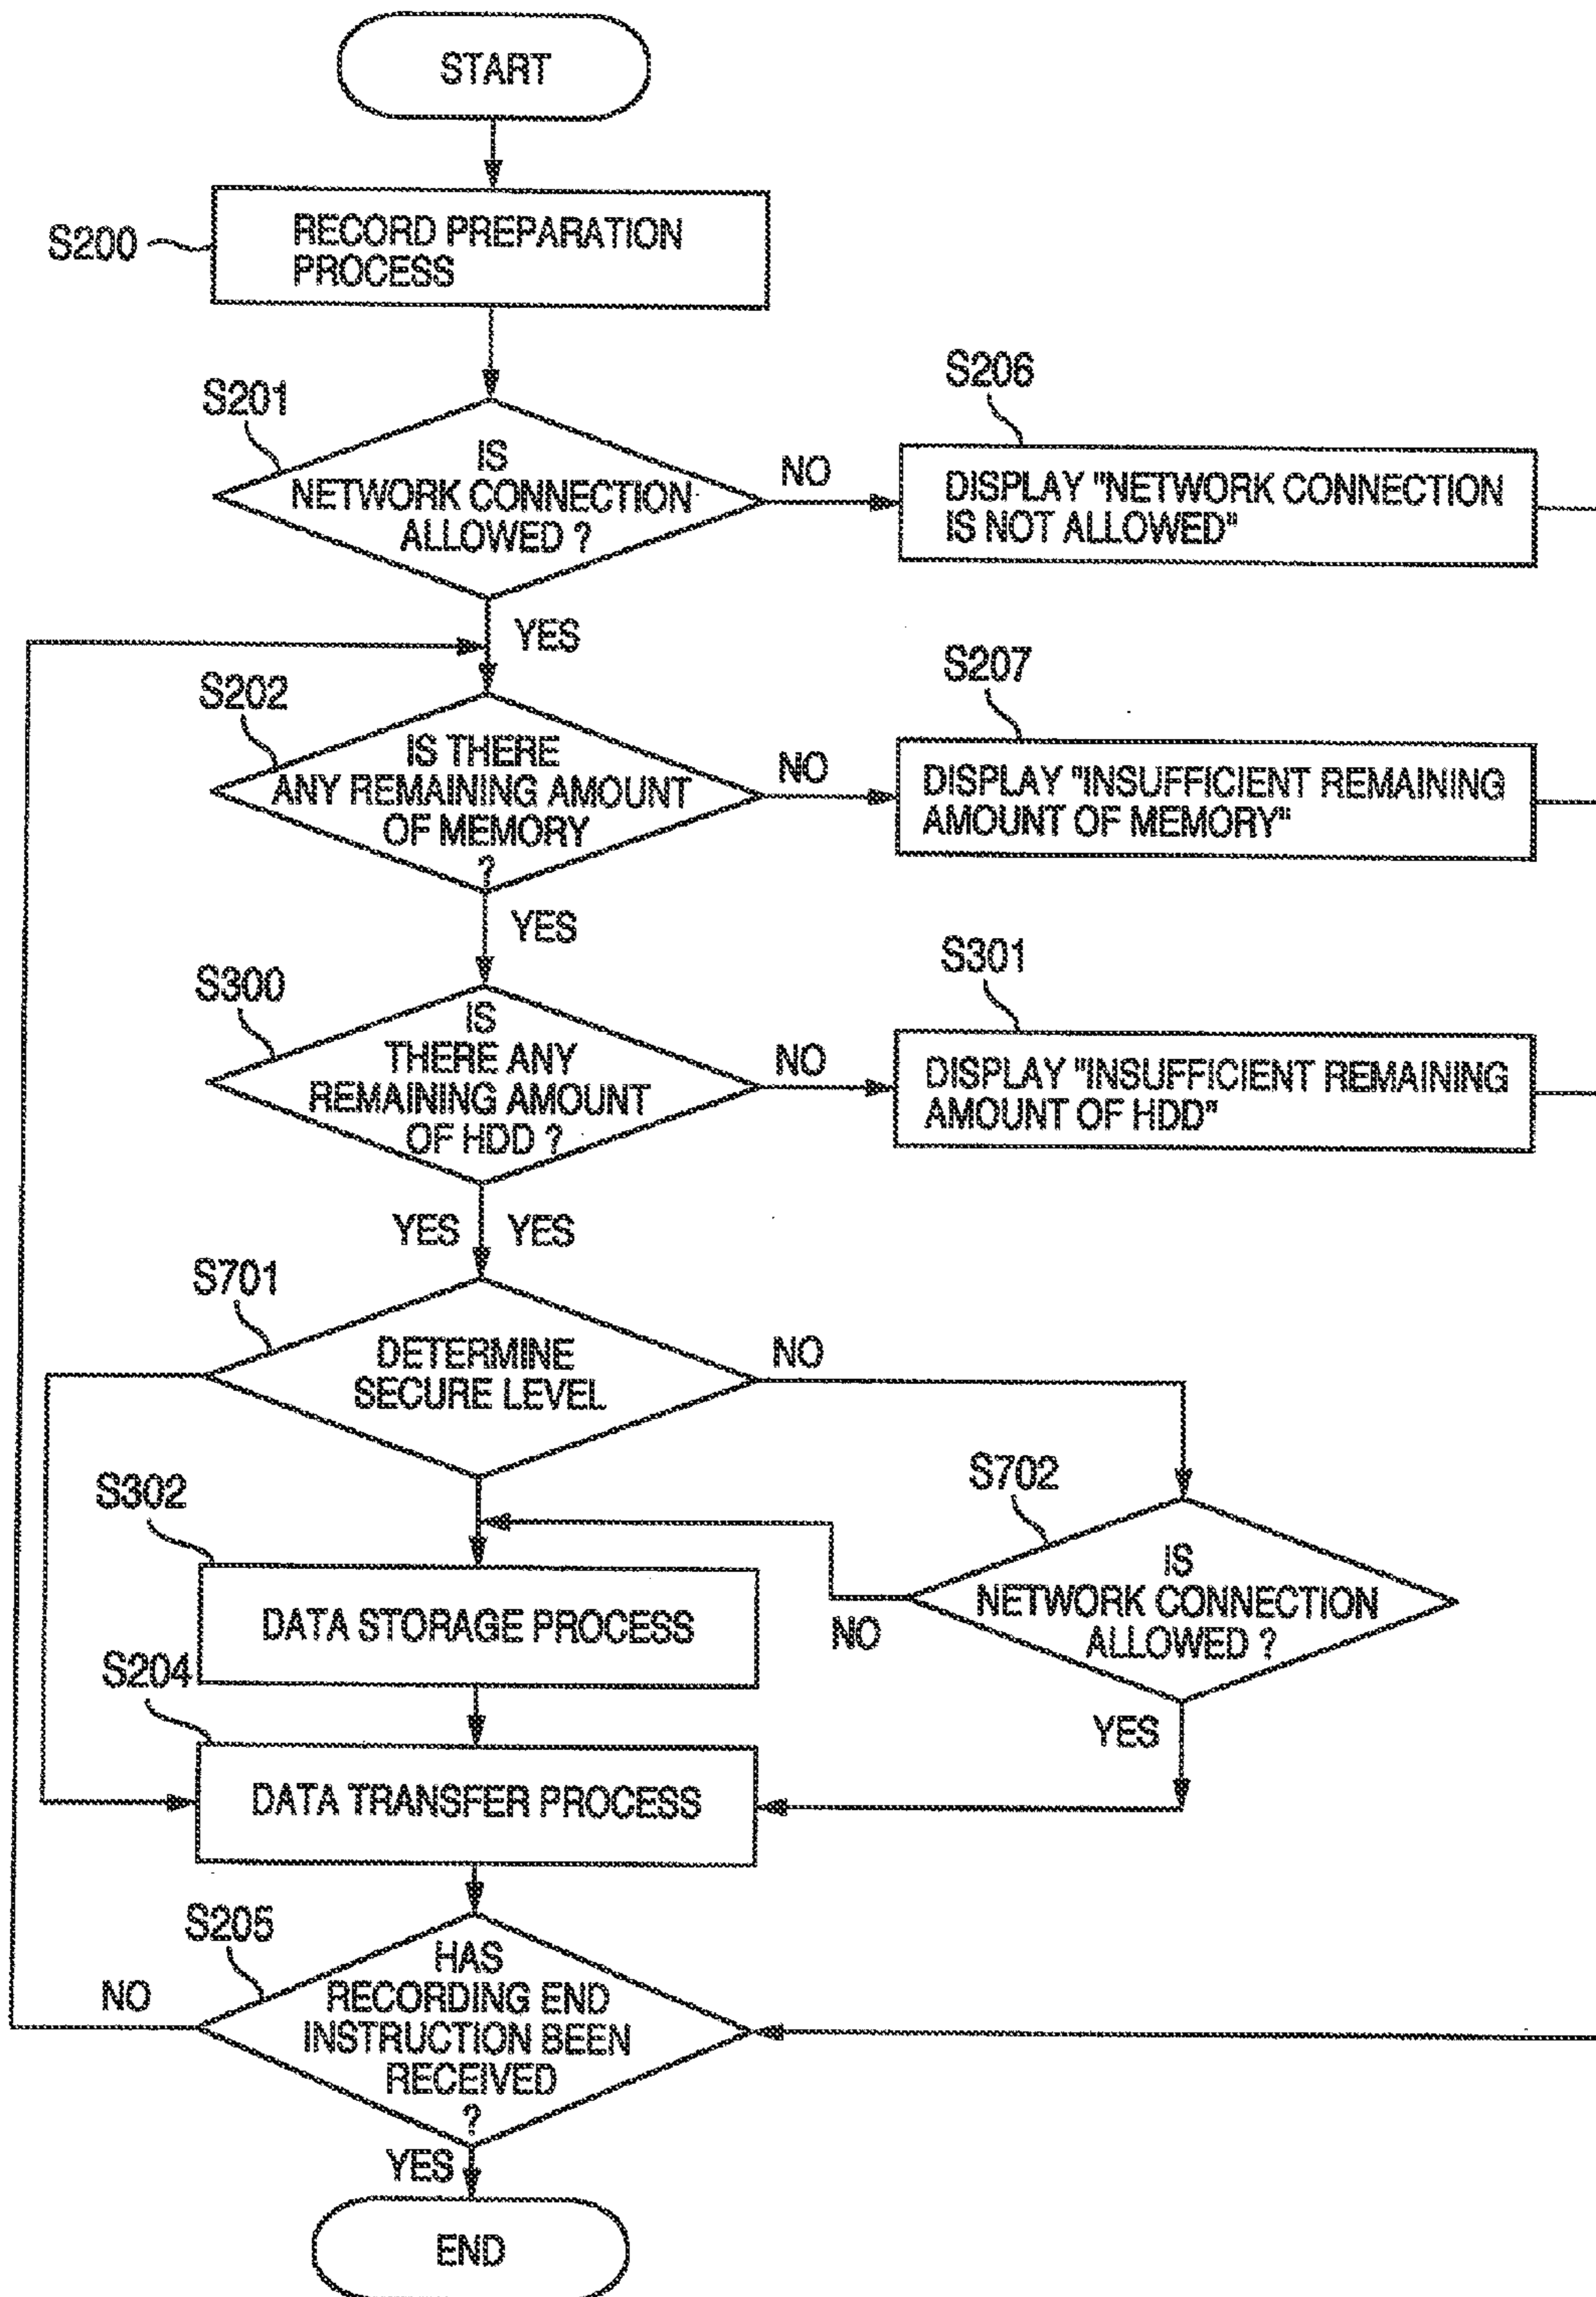 START
S200
RECORD PREPARATION
PROCESS
S201
IS
NETWORK CONNECTION
ALLOWED ?
NO
S206
DISPLAY "NETWORK CONNECTION
IS NOT ALLOWED"
YES
S202
IS THERE
ANY REMAINING AMOUNT
OF MEMORY
?
NO
S207
DISPLAY "INSUFFICIENT REMAINING
AMOUNT OF MEMORY"
YES
S300
IS
THERE ANY
REMAINING AMOUNT
OF HDD ?
NO
S301
DISPLAY "INSUFFICIENT REMAINING
AMOUNT OF HDD"
YES YES
S701
DETERMINE
SECURE LEVEL
NO
S702
IS
NETWORK CONNECTION
ALLOWED ?
NO
YES
S302
DATA STORAGE PROCESS
S204
DATA TRANSFER PROCESS
S205
HAS
RECORDING END
INSTRUCTION BEEN
RECEIVED
?
NO
YES
END